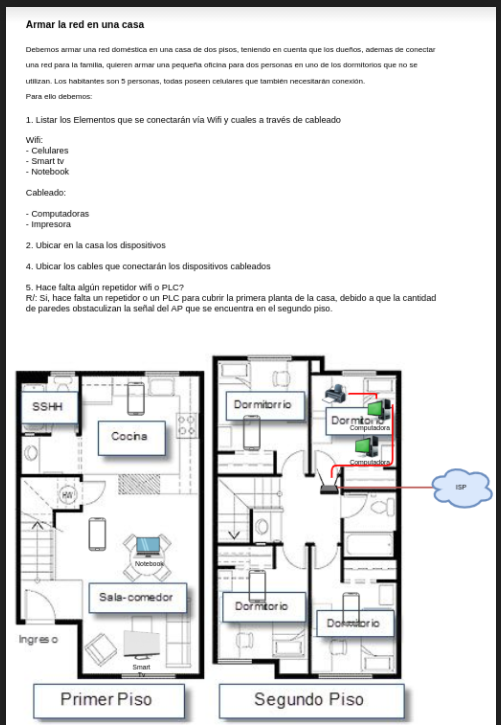 Armar la red en una casa
Debemos armar una red doméstica en una casa de dos pisos, teniendo en cuenta que los dueños, ademas de conectar
una red para la familia, quieren armar una pequeña oficina para dos personas en uno de los dormitorios que no se
utilizan. Los habitantes son 5 personas, todas poseen celulares que también necesitarán conexión.
Para ello debemos:
1. Listar los Elementos que se conectarán vía Wifi y cuales a través de cableado
Wifi:
- Celulares
- Smart tv
- Notebook
Cableado:
- Computadoras
- Impresora
2. Ubicar en la casa los dispositivos
4. Ubicar los cables que conectarán los dispositivos cableados
5. Hace falta algún repetidor wifi o PLC?
R/: Si, hace falta un repetidor o un PLC para cubrir la primera planta de la casa, debido a que la cantidad
de paredes obstaculizan la señal del AP que se encuentra en el segundo piso.
SSHH
Cocina
HW
Notebook
Sala-comedor
Ingreso
Smart
Tv
Primer Piso
Dormitorrio
Dormitorio
Computadora
Computadora
ISP
Dormitorio
Dormitorio
Segundo Piso